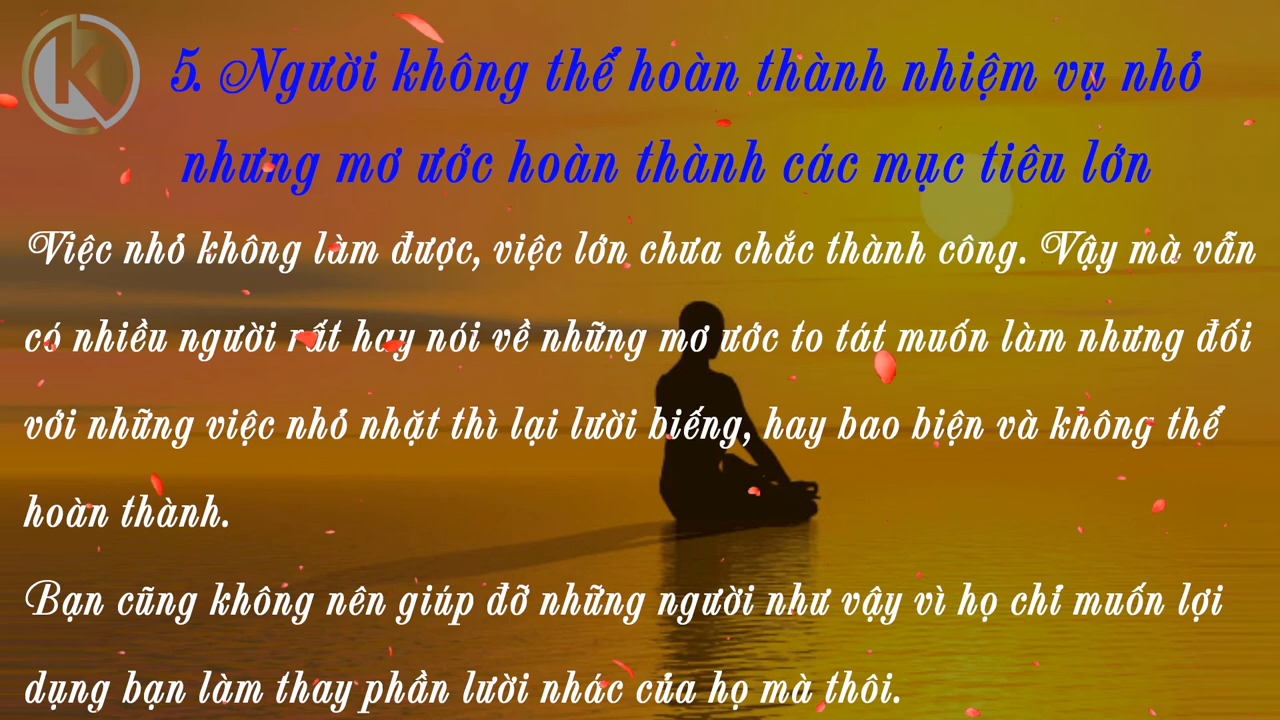 5. Người không thể hoàn thành nhiệm vụ nhỏ
nhưng mơ ước hoàn thành các mục tiêu lớn
Việc nhỏ không làm được, việc lớn chưa chắc thành công. Vậy mà vẫn
có nhiều người rất hay nói về những mơ ước to tát muốn làm nhưng đối
với những việc nhỏ nhặt thì lại lười biếng, hay bao biện và không thể
hoàn thành.
Bạn cũng không nên giúp đỡ những người như vậy vì họ chỉ muốn lợi
dụng bạn làm thay phần lười nhác của họ mà thôi.